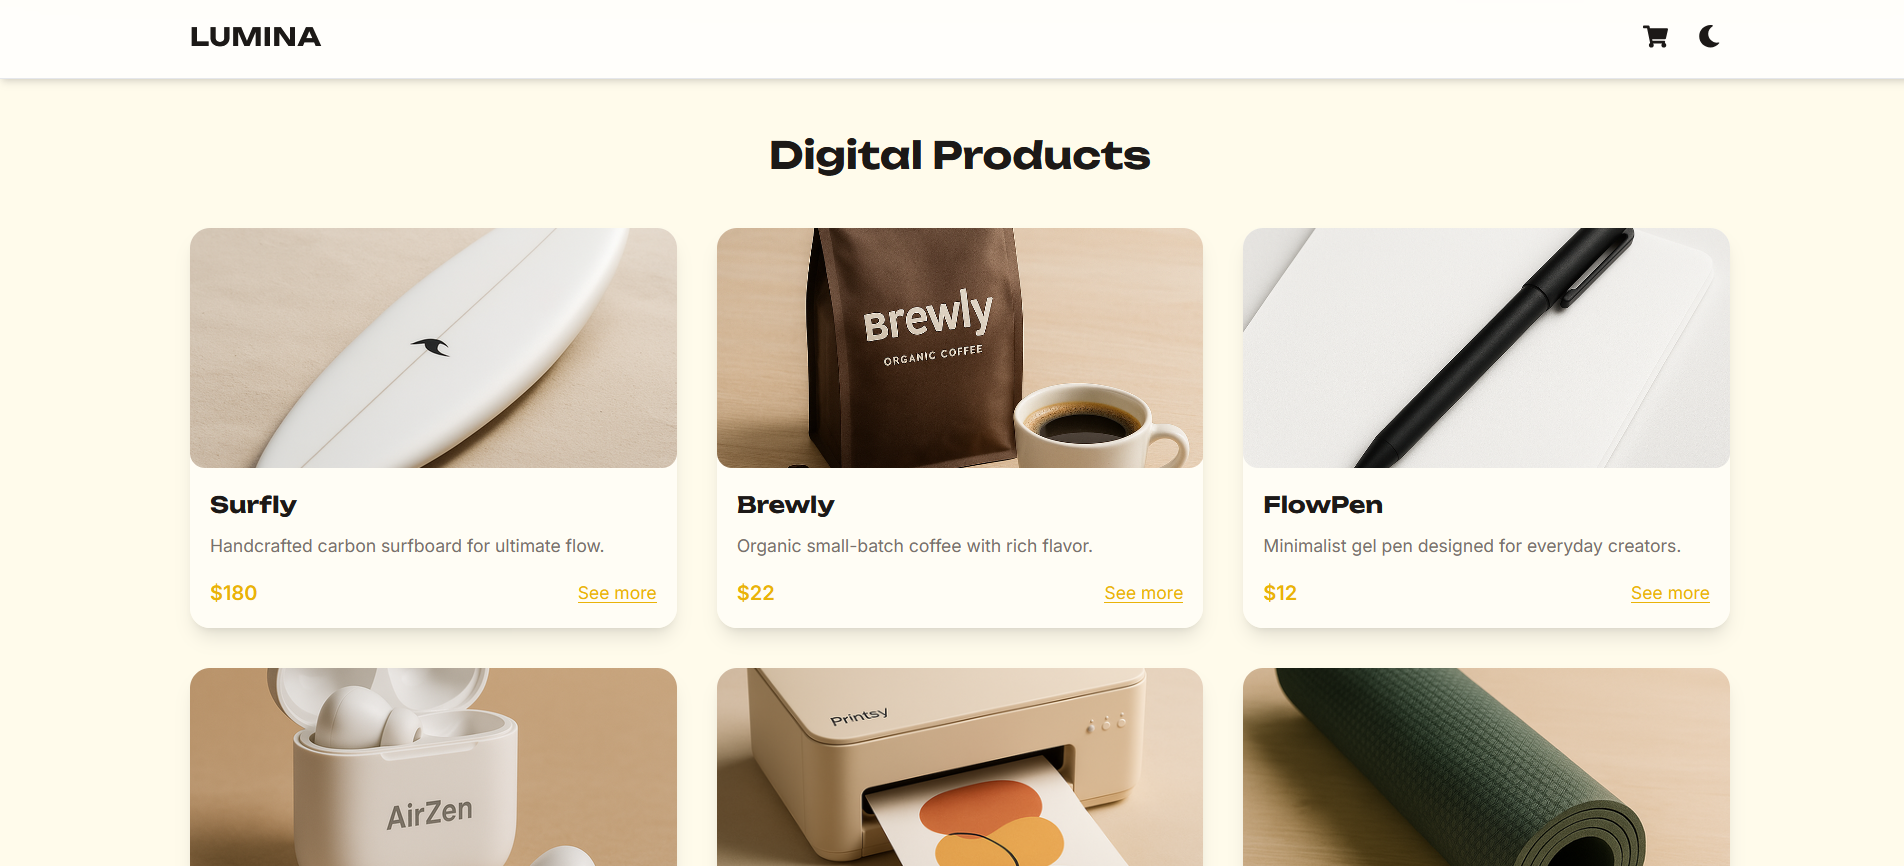 LUMINA
Digital Products
Brewly
ORGANIC COFFEE
Surfly
Handcrafted carbon surfboard for ultimate flow.
$180
See more
Brewly
Organic small-batch coffee with rich flavor.
$22
See more
FlowPen
Minimalist gel pen designed for everyday creators.
$12
See more
AirZen
Printsy